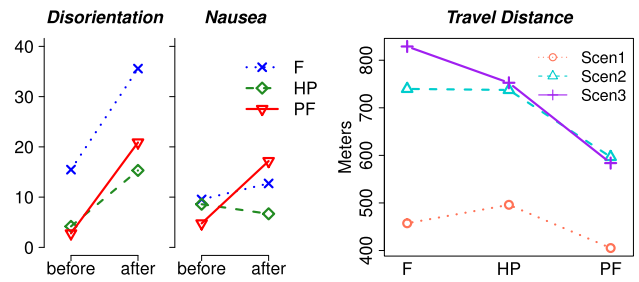 Disorientation
Nausea
Travel Distance
40
30
20
10
0
before
after
before
after
F
HP
PF
Meters
800
700
600
500
400
F
HP
PF
Scen1
Scen2
Scen3